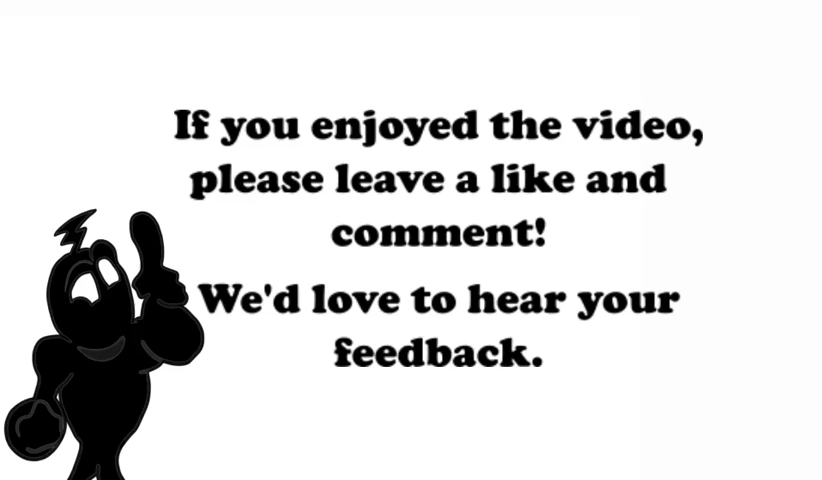 If you enjoyed the video,
please leave a like and
comment!
We'd love to hear your
feedback.